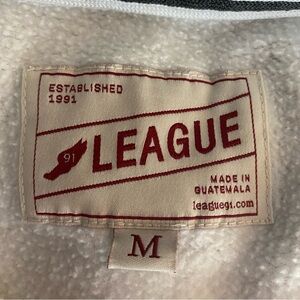 ESTABLISHED
1991
91
LEAGUE
MADE IN
GUATEMALA
league91.com
M